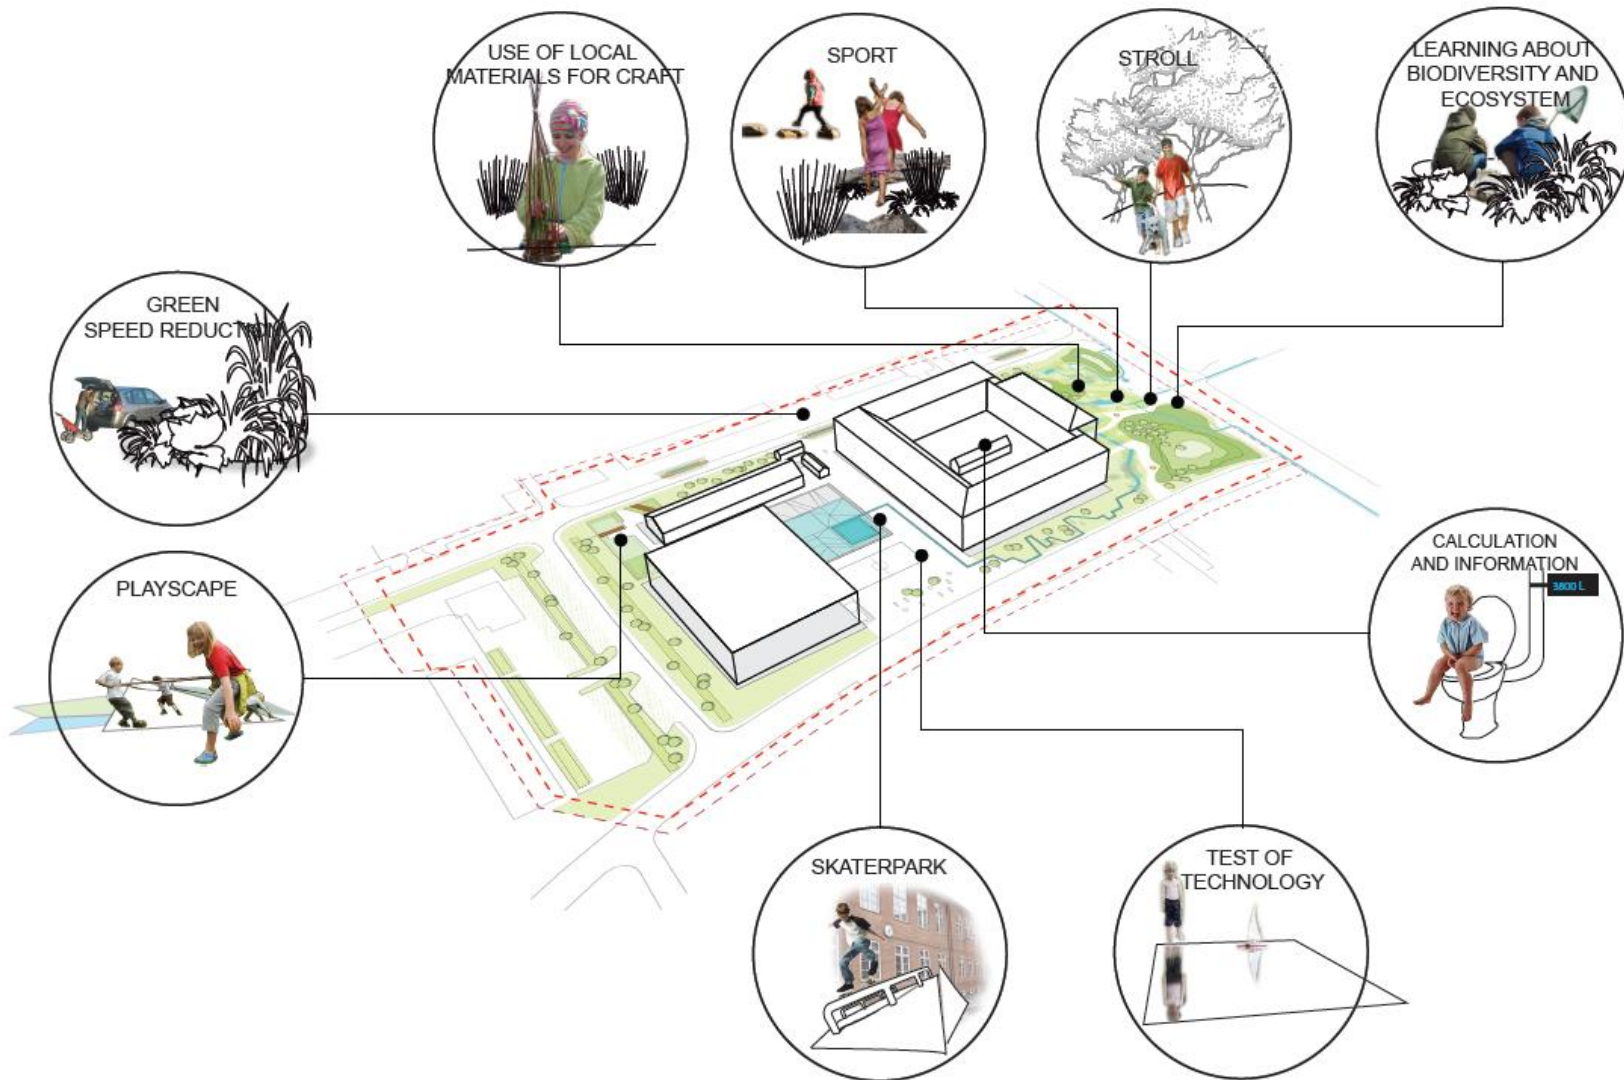 USE OF LOCAL
MATERIALS FOR CRAFT
SPORT
STROLL
LEARNING ABOUT
BIODIVERSITY AND
ECOSYSTEM
GREEN
SPEED REDUCTION
PLAYSCAPE
CALCULATION
AND INFORMATION
3800 L
SKATERPARK
TEST OF
TECHNOLOGY